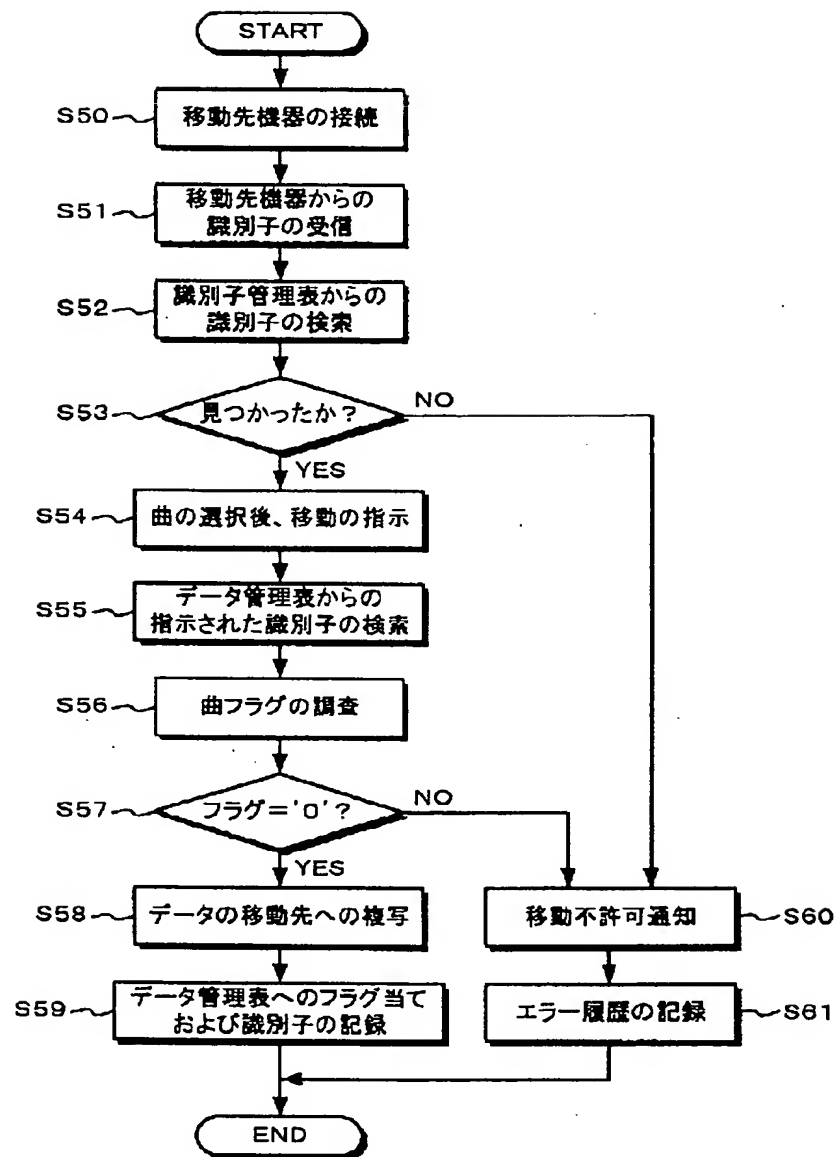 START
S50
移動先機器の接続
S51
移動先機器からの
識別子の受信
S52
識別子管理表からの
識別子の検索
S53
見つかったか?
NO
YES
S54
曲の選択後、移動の指示
S55
データ管理表からの
指示された識別子の検索
S56
曲フラグの調査
S57
フラグ='0'?
NO
YES
S58
データの移動先への複写
移動不許可通知
S60
S59
データ管理表へのフラグ当て
および識別子の記録
エラー履歴の記録
S61
END